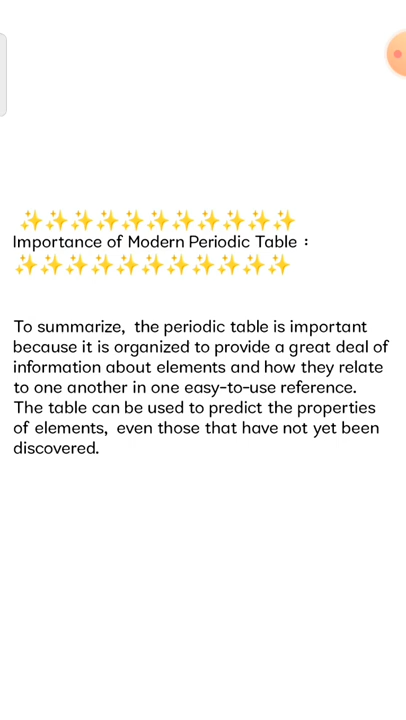 ✨✨✨✨✨✨✨✨✨✨✨
Importance of Modern Periodic Table :
✨✨✨✨✨✨✨✨✨✨✨
To summarize, the periodic table is important
because it is organized to provide a great deal of
information about elements and how they relate
to one another in one easy-to-use reference.
The table can be used to predict the properties
of elements, even those that have not yet been
discovered.